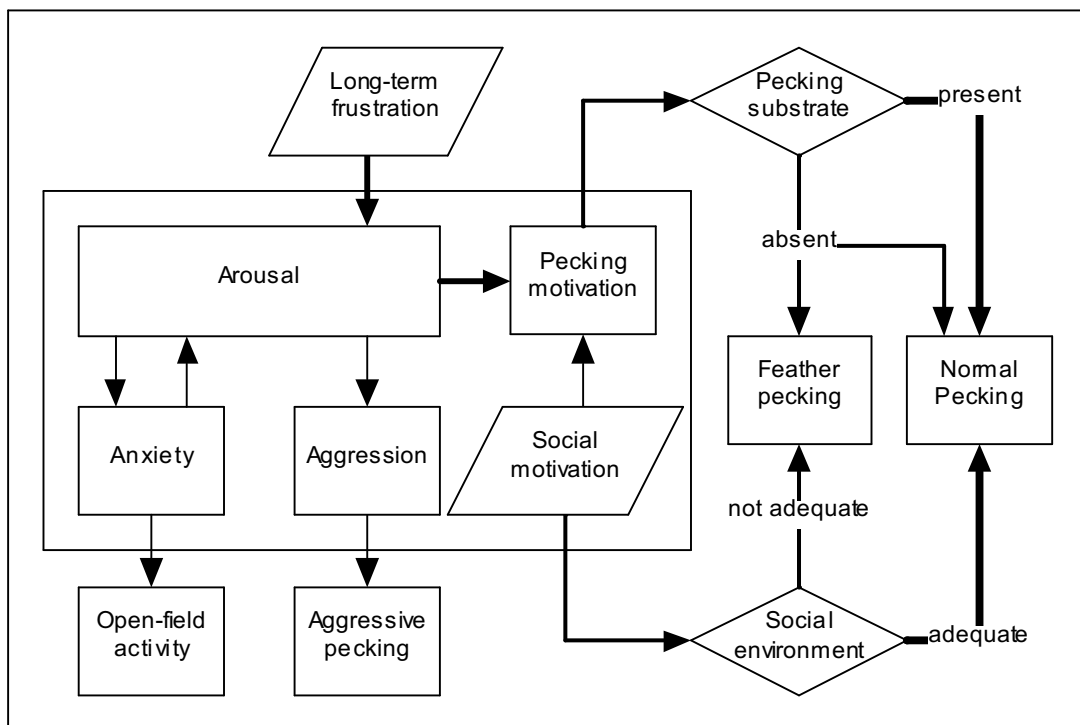 Long-term
frustration
Pecking
substrate
present
absent
Arousal
Pecking
motivation
Feather
pecking
Normal
Pecking
Anxiety
Aggression
Social
motivation
not adequate
Open-field
activity
Aggressive
pecking
Social
environment
adequate